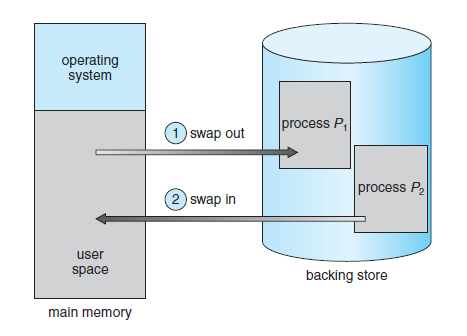 operating
system
1 swap out
process P1
2 swap in
process P2
user
space
backing store
main memory